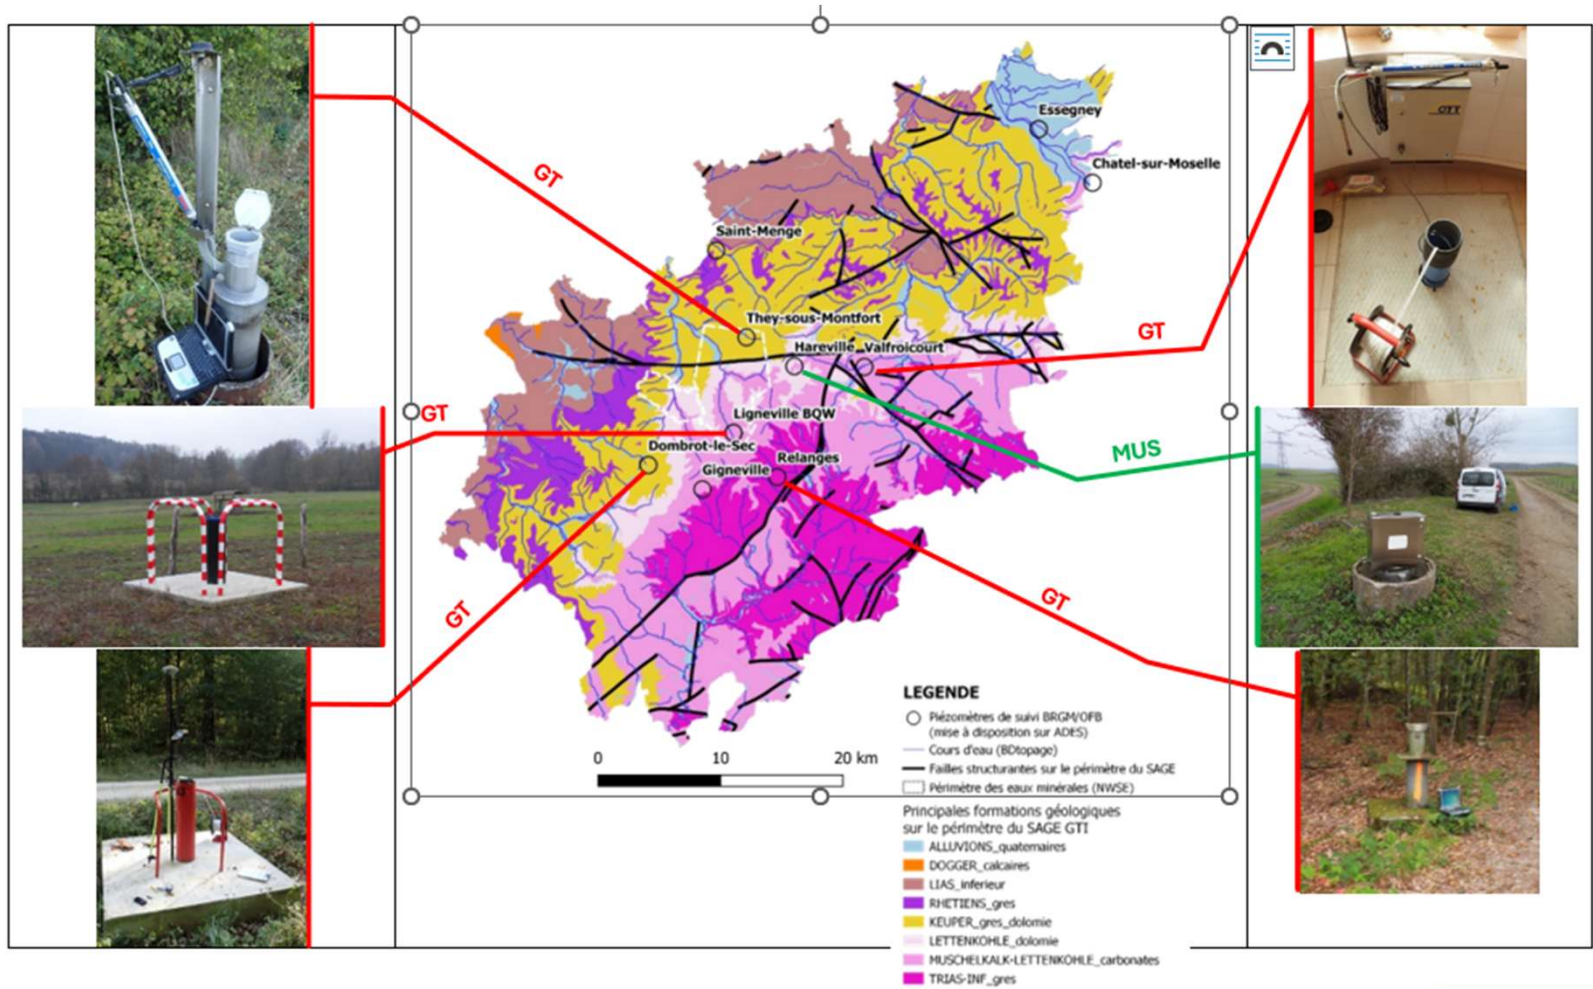 OTT
Essegney
Chatel-sur-Moselle
GT
Saint-Menge
They-sous-Montfort
GT
Hareville Valfroicourt
GT
Ligneville BQW
MUS
Dombrot-le-Sec
Relanges
Gigneville
GT
GT
LEGENDE
Piézomètres de suivi BRGM/OFB
(mise à disposition sur ADES)
Cours d'eau (BDtopage)
Failles structurantes sur le périmètre du SAGE
Périmètre des eaux minérales (NWSE)
0 10 20 km
Principales formations géologiques
sur le périmètre du SAGE GTI
ALLUVIONS_quaternaires
DOGGER_calcaires
LIAS_inferieur
RHETIENS_gres
KEUPER_gres_dolomie
LETTENKOHLE_dolomie
MUSCHELKALK-LETTENKOHLE_carbonates
TRIAS-INF_gres